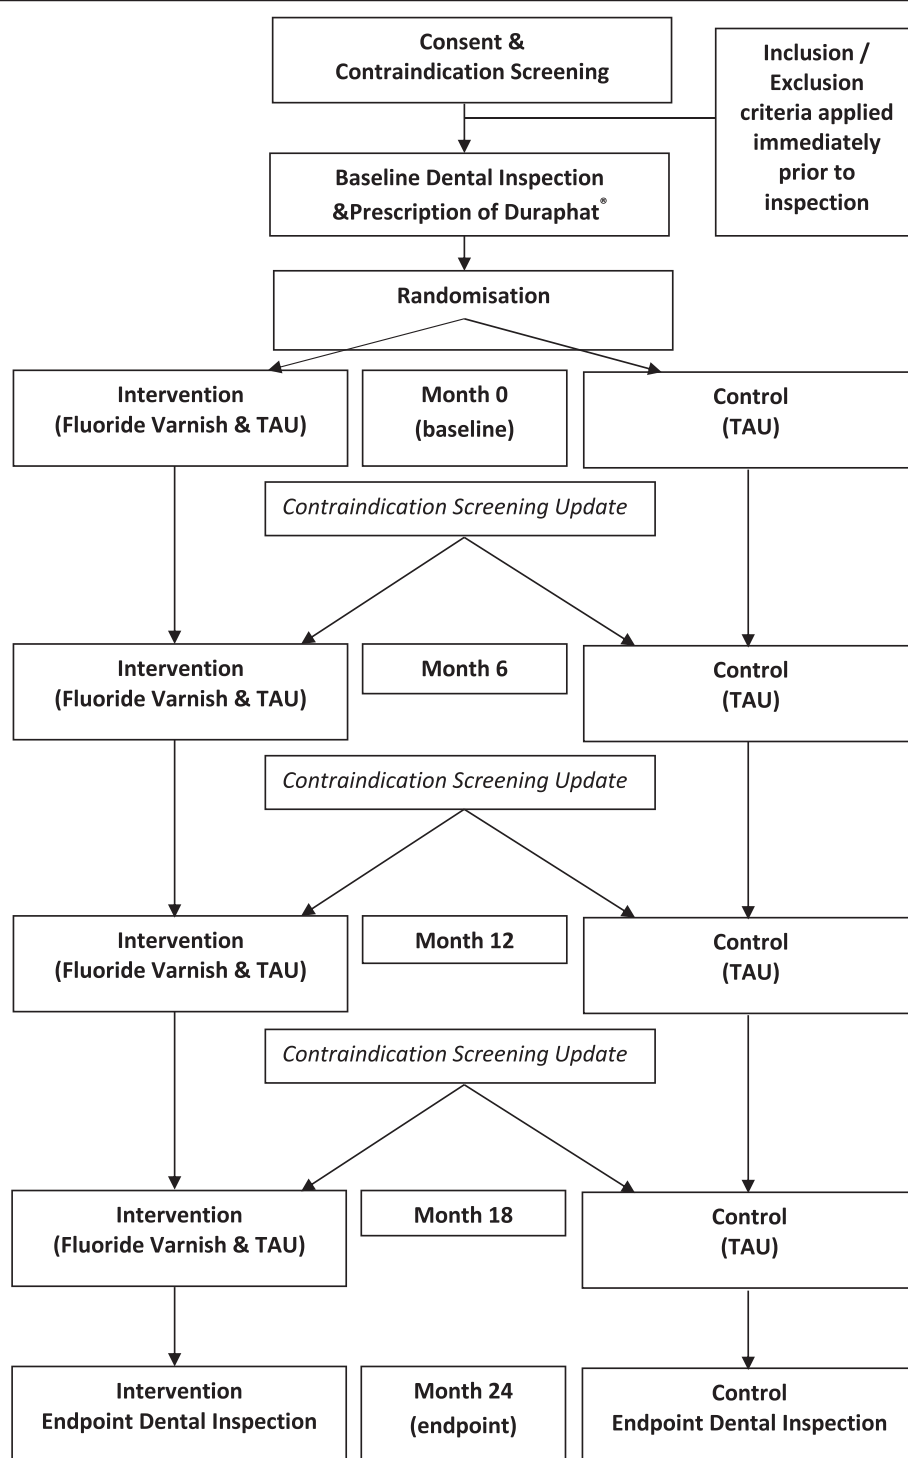 Consent &
Contraindication Screening
Inclusion /
Exclusion
criteria applied
immediately
prior to
inspection
Baseline Dental Inspection
&Prescription of Duraphat®
Randomisation
Intervention
(Fluoride Varnish & TAU)
Month 0
(baseline)
Control
(TAU)
Contraindication Screening Update
Intervention
(Fluoride Varnish & TAU)
Month 6
Control
(TAU)
Contraindication Screening Update
Intervention
(Fluoride Varnish & TAU)
Month 12
Control
(TAU)
Contraindication Screening Update
Intervention
(Fluoride Varnish & TAU)
Month 18
Control
(TAU)
Intervention
Endpoint Dental Inspection
Month 24
(endpoint)
Control
Endpoint Dental Inspection